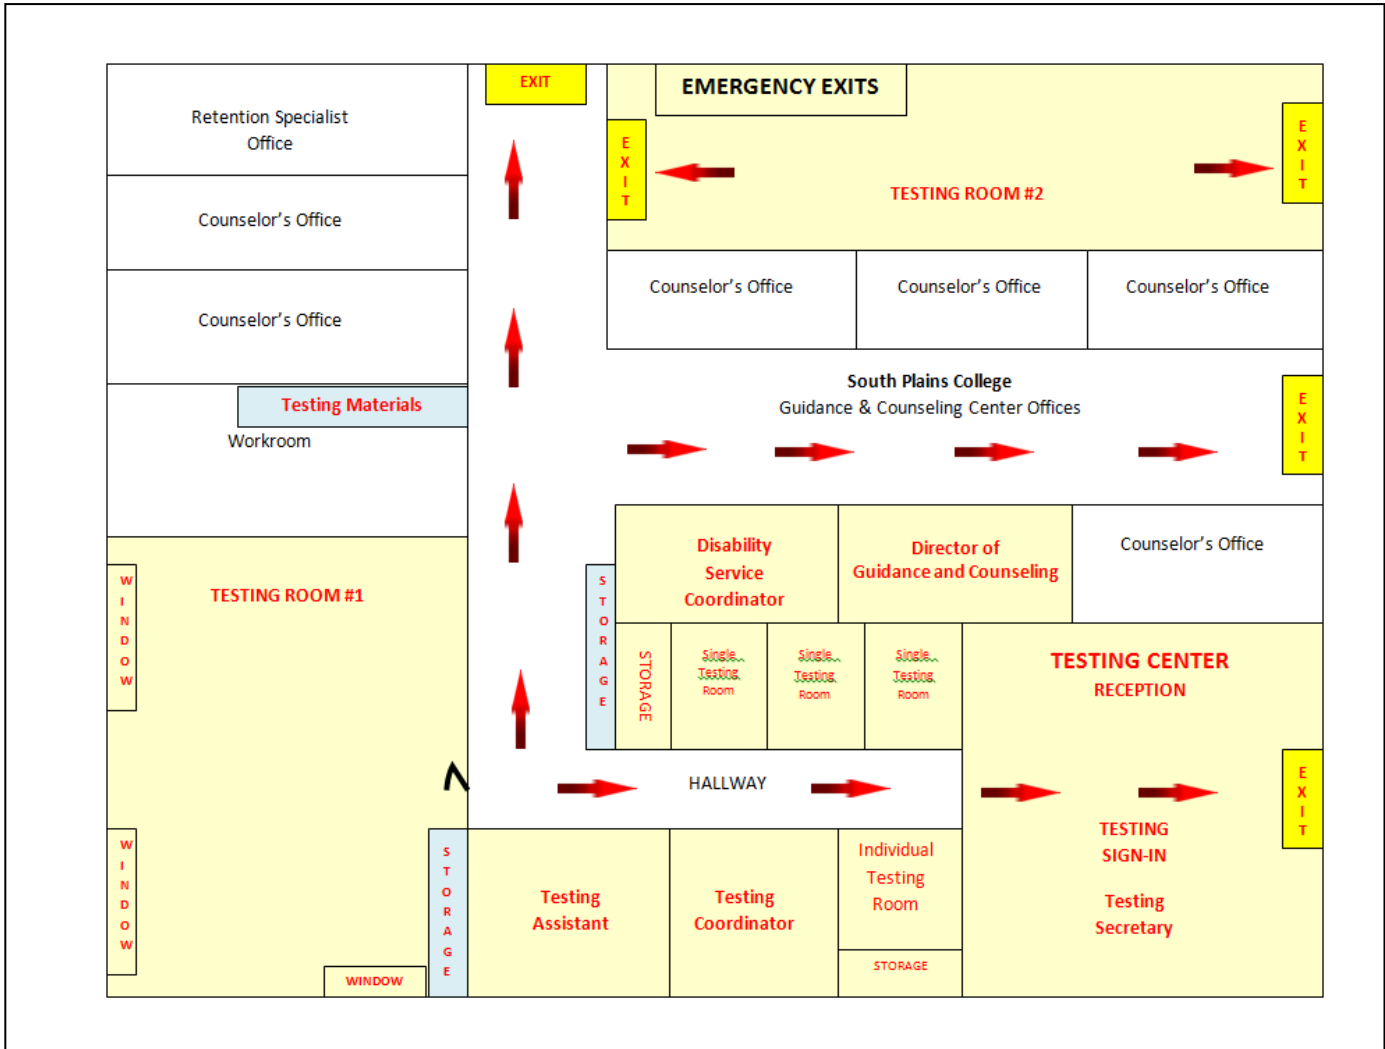 EXIT
EMERGENCY EXITS
Retention Specialist
Office
EXIT
EXIT
TESTING ROOM #2
Counselor's Office
Counselor's Office
Counselor's Office
Counselor's Office
Counselor's Office
South Plains College
Guidance & Counseling Center Offices
EXIT
Testing Materials
Workroom
Disability
Service
Coordinator
Director of
Guidance and Counseling
Counselor's Office
WINDOW
TESTING ROOM #1
STORAGE
STORAGE
Single
Testing
Room
Single
Testing
Room
Single
Testing
Room
TESTING CENTER
RECEPTION
HALLWAY
EXIT
TESTING
SIGN-IN
Testing
Secretary
WINDOW
STORAGE
Testing
Assistant
Testing
Coordinator
Individual
Testing
Room
STORAGE
WINDOW